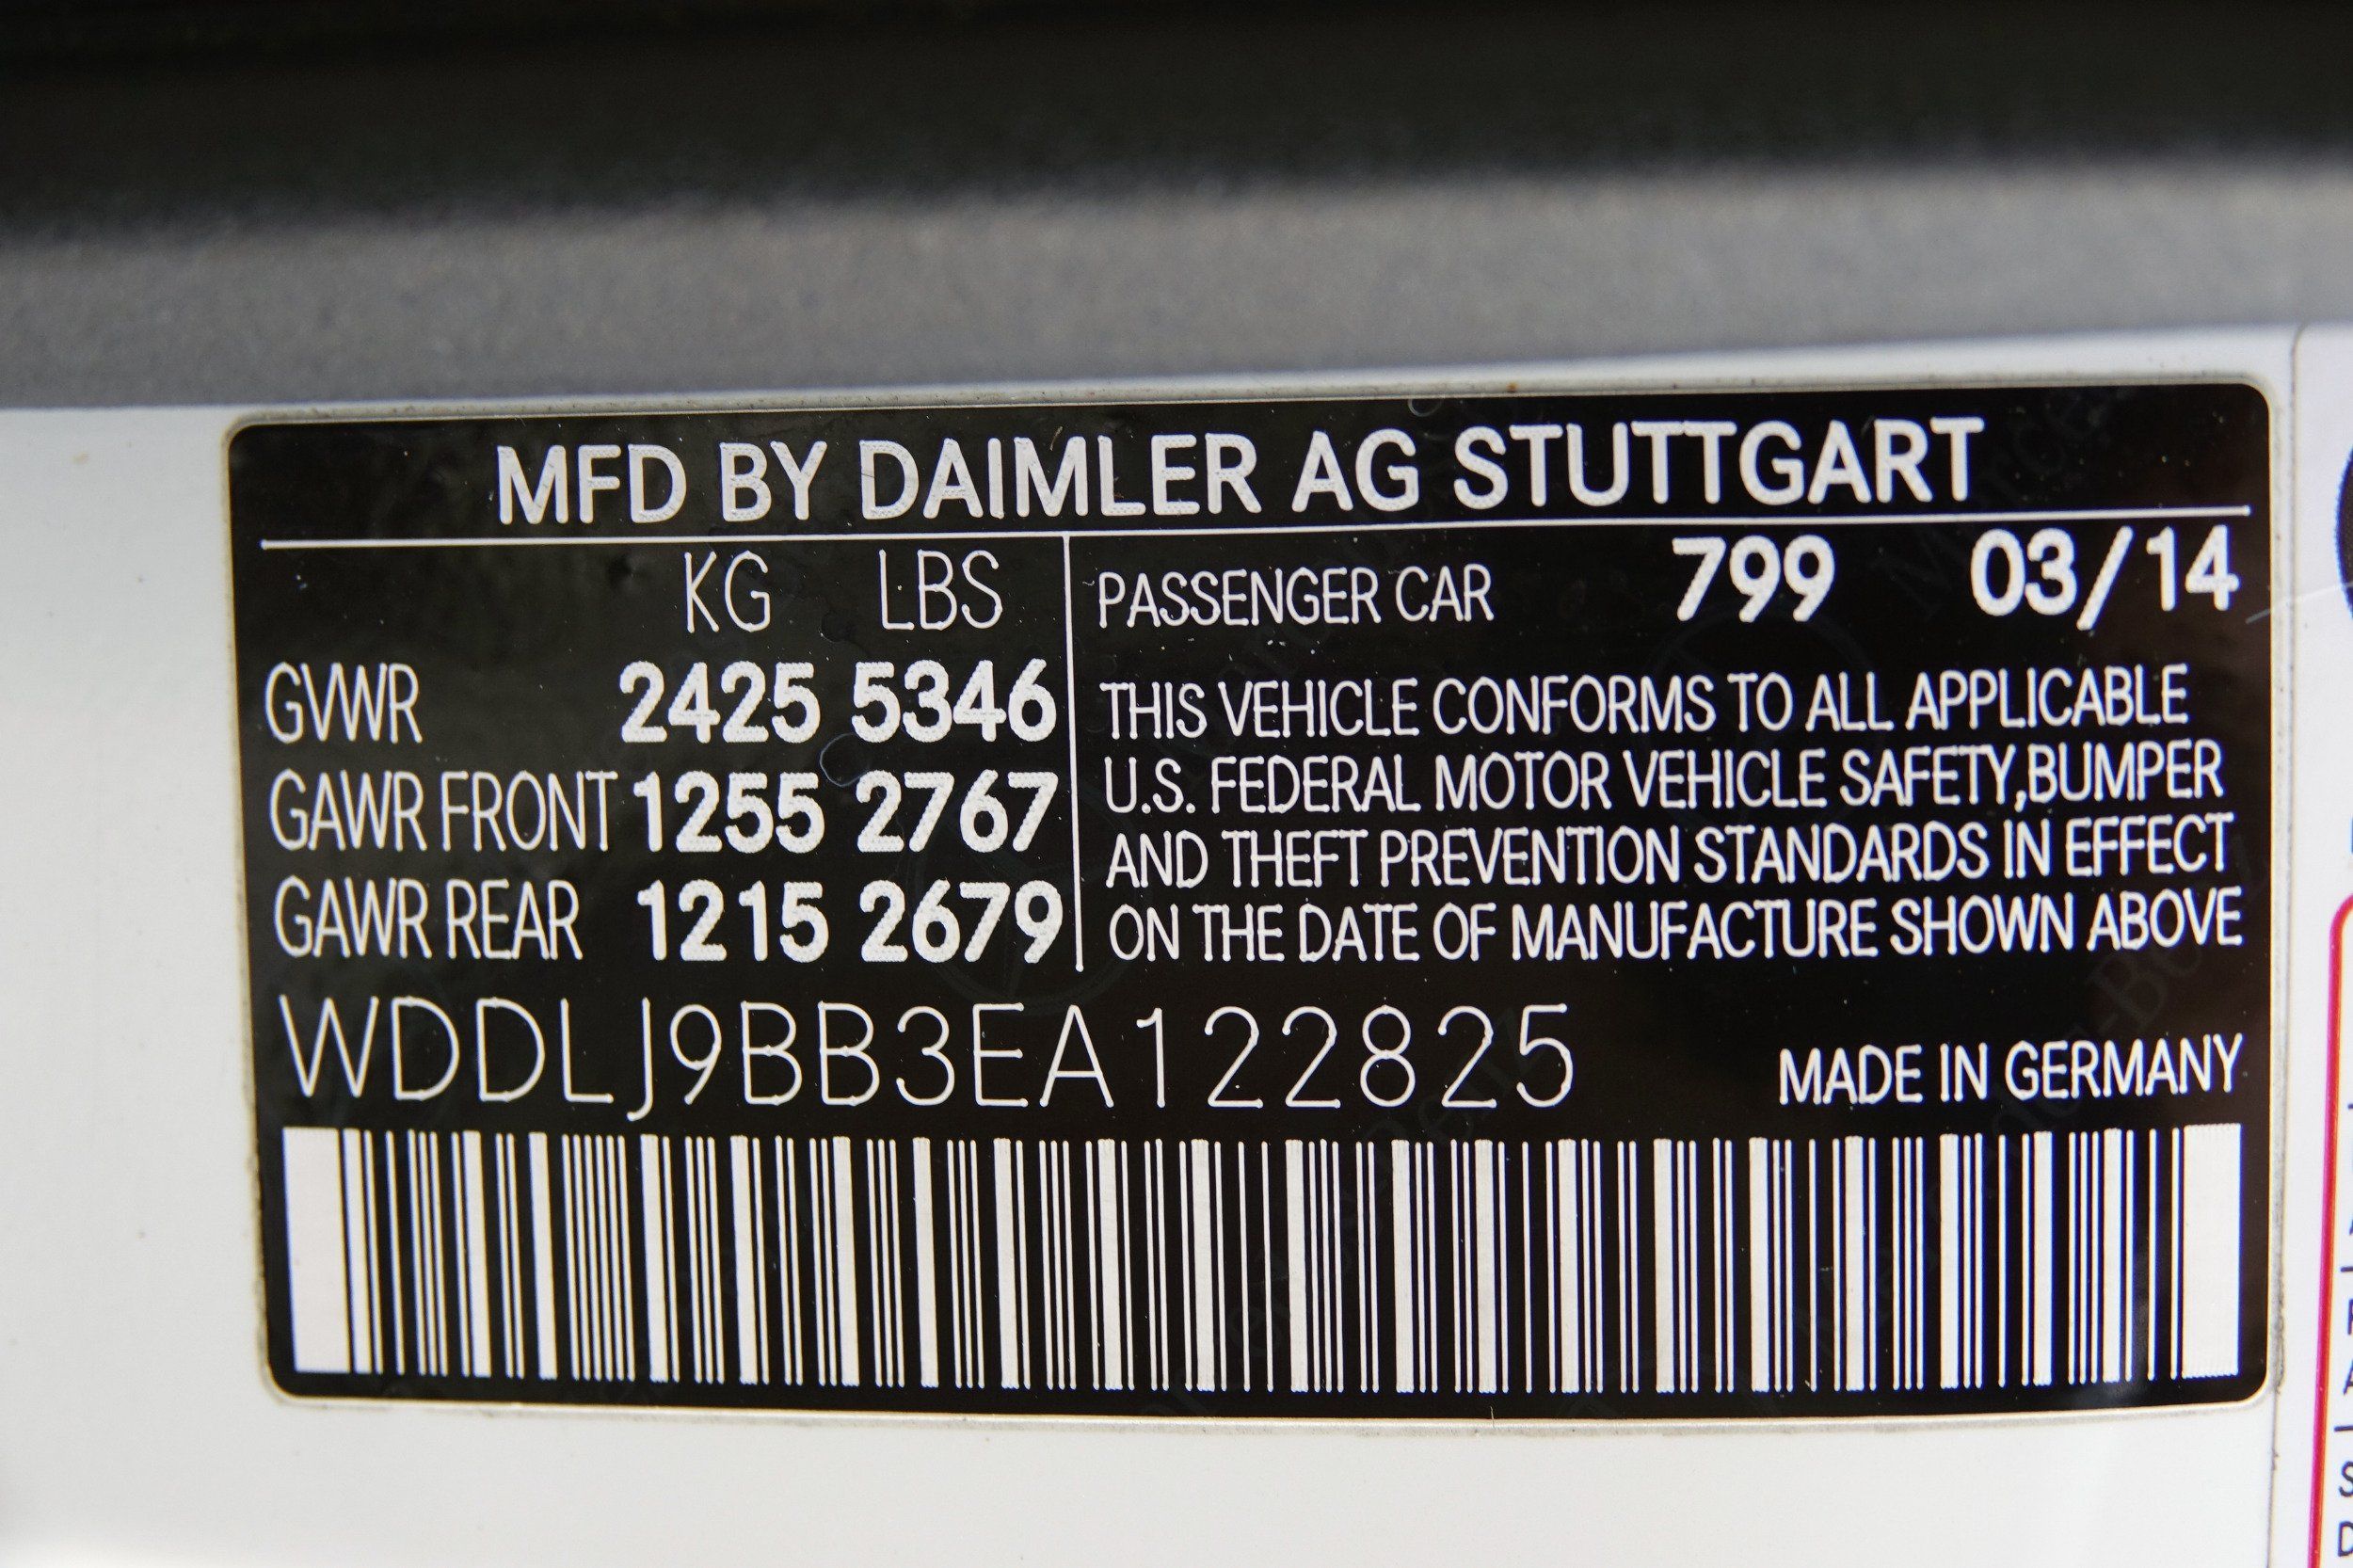 MFD BY DAIMLER AG STUTTGART
KG LBS
GVWR 2425 5346
GAWR FRONT 1255 2767
GAWR REAR 1215 2679
PASSENGER CAR 799 03/14
THIS VEHICLE CONFORMS TO ALL APPLICABLE
U.S. FEDERAL MOTOR VEHICLE SAFETY,BUMPER
AND THEFT PREVENTION STANDARDS IN EFFECT
ON THE DATE OF MANUFACTURE SHOWN ABOVE
WDDLJ9BB3EA122825
MADE IN GERMANY